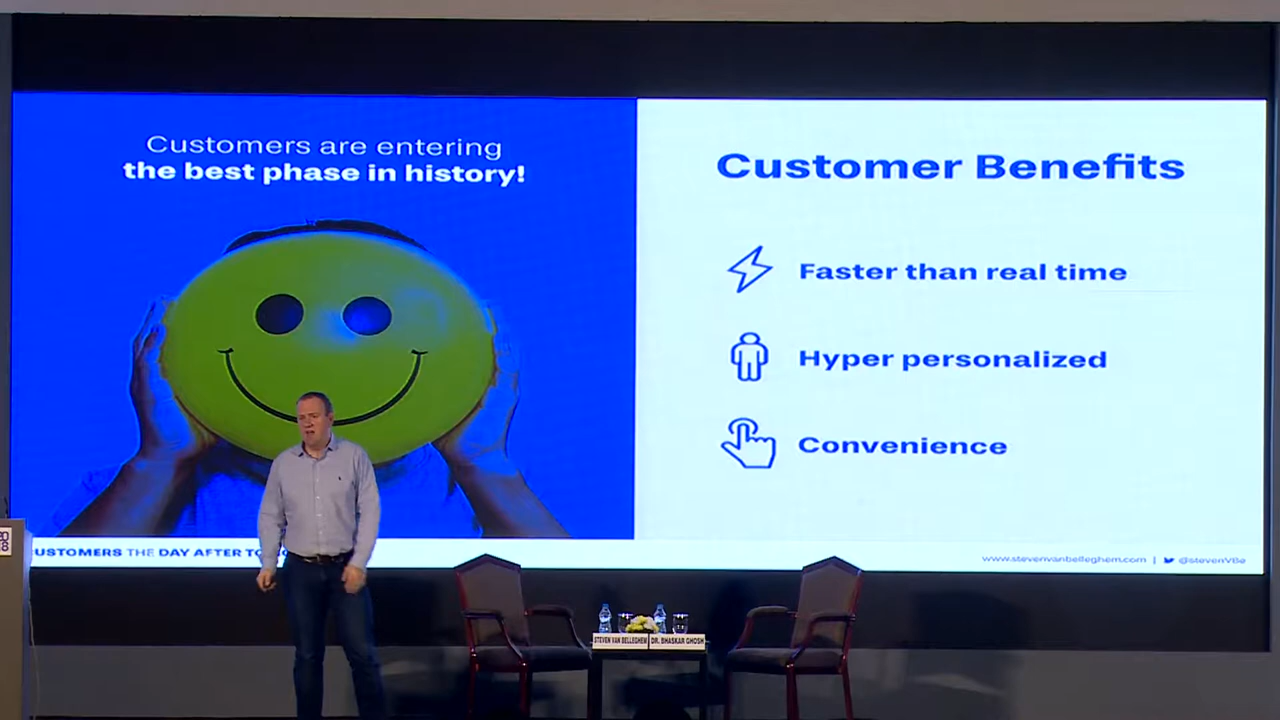 Customers are entering
the best phase in history!
Customer Benefits
Faster than real time
Hyper personalized
Convenience
USTOMERS THE DAY AFTER TO
www.stevenvanbelleghem.com | @stevenVBe
STEVEN VAN BELLEGHEM
DR. BHASKAR GHOSH